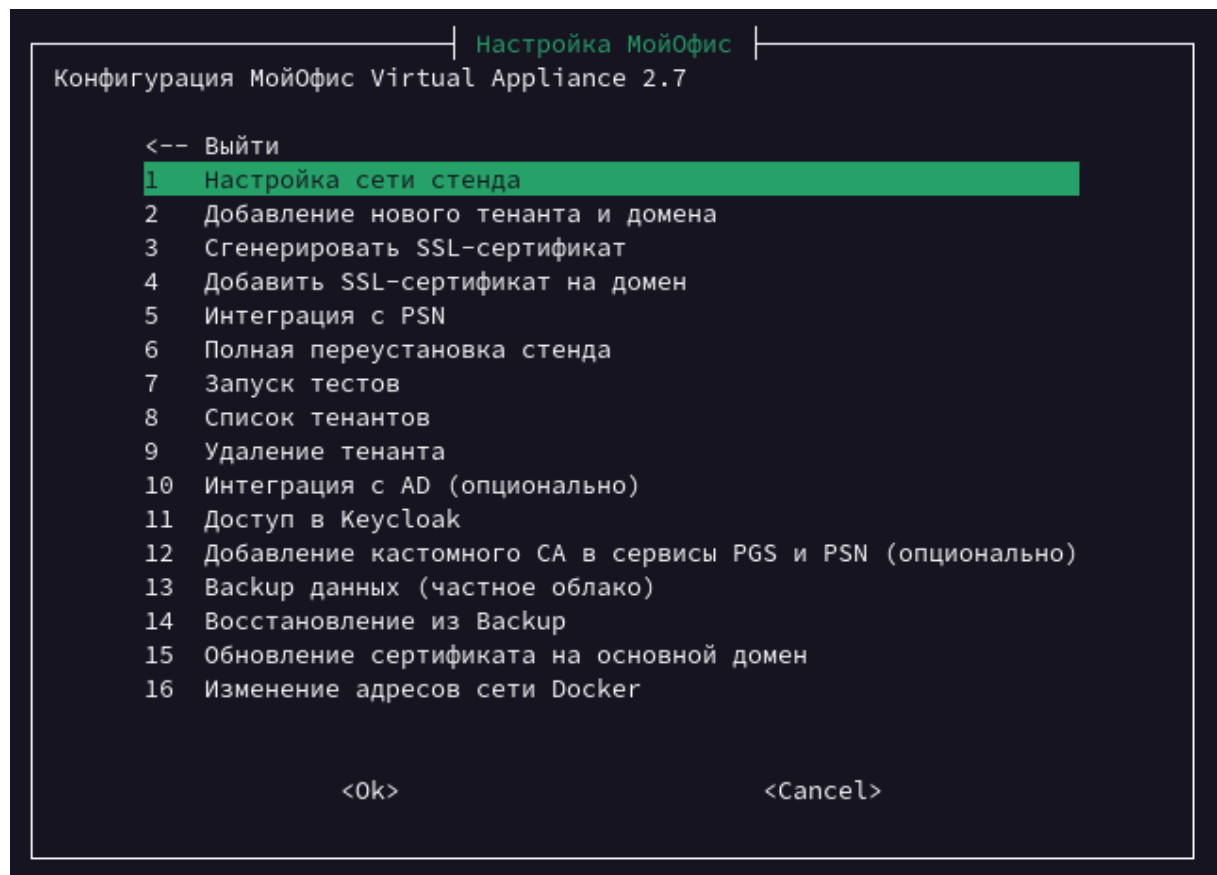 Настройка МойОфис
Конфигурация МойОфис Virtual Appliance 2.7
<-- Выйти
1 Настройка сети стенда
2 Добавление нового тенанта и домена
3 Сгенерировать SSL-сертификат
4 Добавить SSL-сертификат на домен
5 Интеграция с PSN
6 Полная переустановка стенда
7 Запуск тестов
8 Список тенантов
9 Удаление тенанта
10 Интеграция с AD (опционально)
11 Доступ в Keycloak
12 Добавление кастомного CA в сервисы PGS и PSN (опционально)
13 Backup данных (частное облако)
14 Восстановление из Backup
15 Обновление сертификата на основной домен
16 Изменение адресов сети Docker
<Ok> <Cancel>